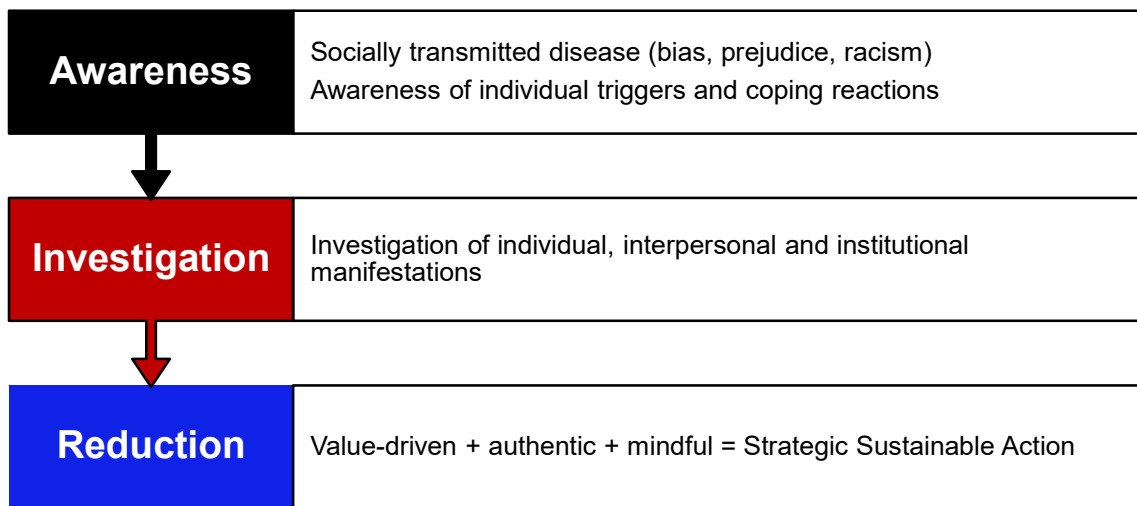 Awareness
Socially transmitted disease (bias, prejudice, racism)
Awareness of individual triggers and coping reactions
Investigation
Investigation of individual, interpersonal and institutional
manifestations
Reduction
Value-driven + authentic + mindful = Strategic Sustainable Action